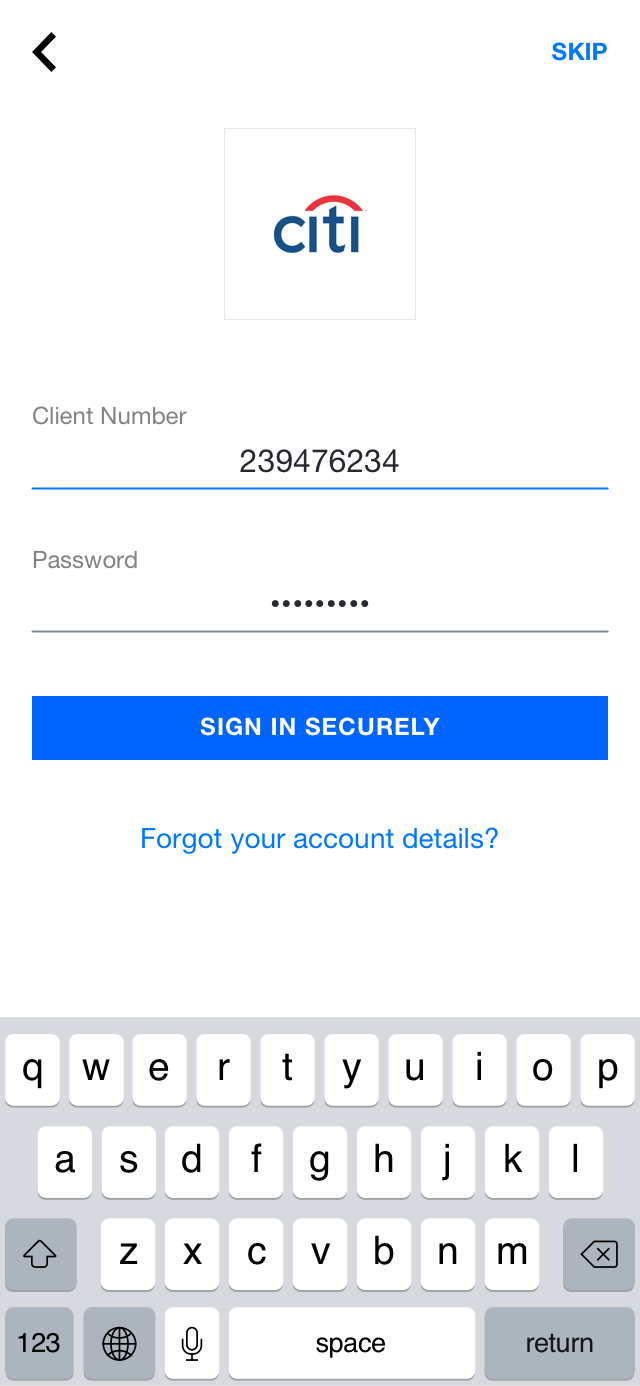 SKIP
citi
Client Number
239476234
Password
•••••••••
SIGN IN SECURELY
Forgot your account details?
q w e r t y u i o p
a s d f g h j k l
z x c v b n m
123 space return